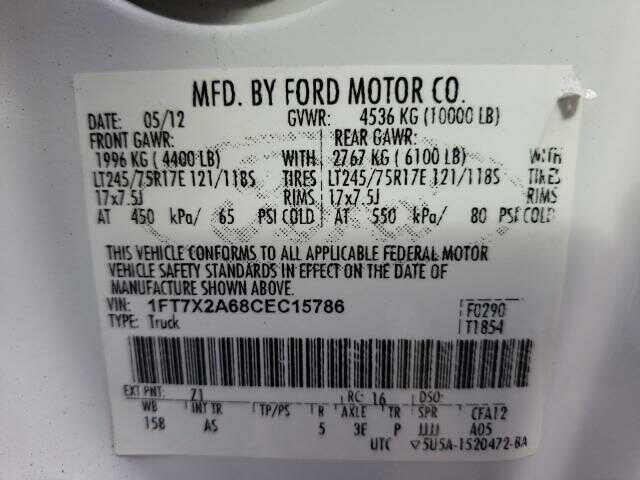 MFD. BY FORD MOTOR CO.
DATE: 05/12 GVWR: 4536 KG (10000 LB)
FRONT GAWR: REAR GAWR:
1996 KG (4400 LB) WITH 2767 KG (6100 LB) WITH
LT245/75R17E 121/118S TIRES LT245/75R17E 121/118S TIRES
17x7.5J RIMS 17x7.5J RIMS
AT 450 kPa/ 65 PSI COLD AT 550 kPa/ 80 PSI COLD
THIS VEHICLE CONFORMS TO ALL APPLICABLE FEDERAL MOTOR
VEHICLE SAFETY STANDARDS IN EFFECT ON THE DATE OF
MANUFACTURE SHOWN ABOVE.
VIN: 1FT7X2A68CEC15786 F0290
TYPE: Truck T1854
EXT PNT: Z1 RC: 16 DSO:
WB INT TR TP/PS R AXLE TR SPR CFA12
158 AS 5 3F P JJJJ A05
UTC ▽5U5A-1520472-BA